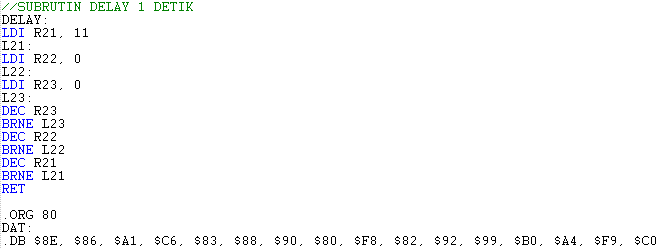 //SUBRUTIN DELAY 1 DETIK
DELAY:
LDI R21, 11
L21:
LDI R22, 0
L22:
LDI R23, 0
L23:
DEC R23
BRNE L23
DEC R22
BRNE L22
DEC R21
BRNE L21
RET
.ORG 80
DAT:
.DB $8E, $86, $A1, $C6, $83, $88, $90, $80, $F8, $82, $92, $99, $B0, $A4, $F9, $C0